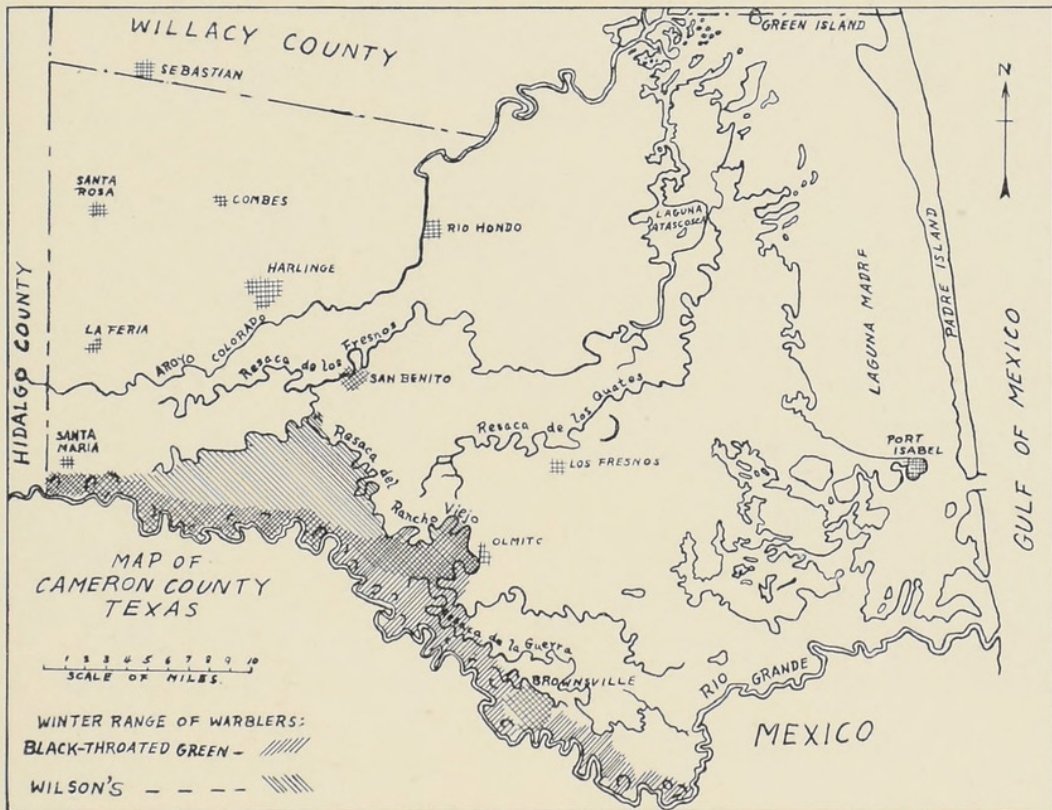 WILLACY COUNTY
GREEN ISLAND
SEBASTIAN
N
SANTA
ROSA
COMBES
RIO HONDO
LAGUNA
ATASCOSA
HARLINGE
HIDALGO COUNTY
LA FERIA
ARROYO COLORADO
Resaca de los Fresnos
SAN BENITO
LAGUNA MADRE
PADRE ISLAND
GULF OF MEXICO
SANTA
MARIA
Resaca de los Quatos
Resaca del
Rancho Viejo
LOS FRESNOS
PORT
ISABEL
OLMITO
MAP OF
CAMERON COUNTY
TEXAS
1 2 3 4 5 6 7 8 9 10
SCALE OF MILES.
Resaca de la Guerra
BROWNSVILLE
RIO GRANDE
MEXICO
WINTER RANGE OF WARBLERS:
BLACK-THROATED GREEN –
WILSON'S – – – –